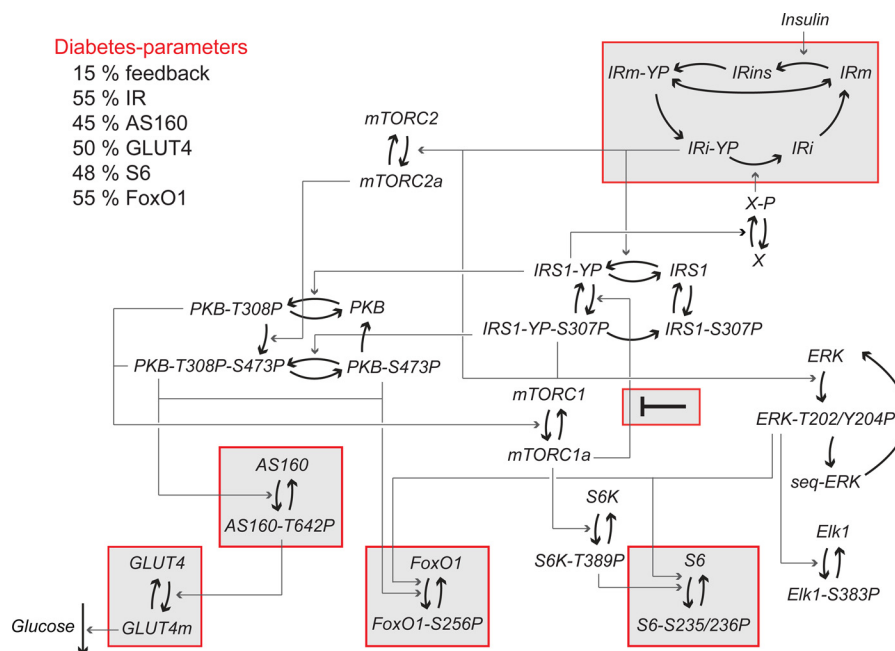 Insulin
Diabetes-parameters
15 % feedback
55 % IR
45 % AS160
50 % GLUT4
48 % S6
55 % FoxO1
IRm-YP
IRins
IRm
IRi-YP
IRi
mTORC2
mTORC2a
X-P
X
IRS1-YP
IRS1
IRS1-YP-S307P
IRS1-S307P
PKB-T308P
PKB
PKB-T308P-S473P
PKB-S473P
ERK
ERK-T202/Y204P
seq-ERK
mTORC1
mTORC1a
AS160
AS160-T642P
S6K
S6K-T389P
Elk1
Elk1-S383P
GLUT4
GLUT4m
Glucose
FoxO1
FoxO1-S256P
S6
S6-S235/236P